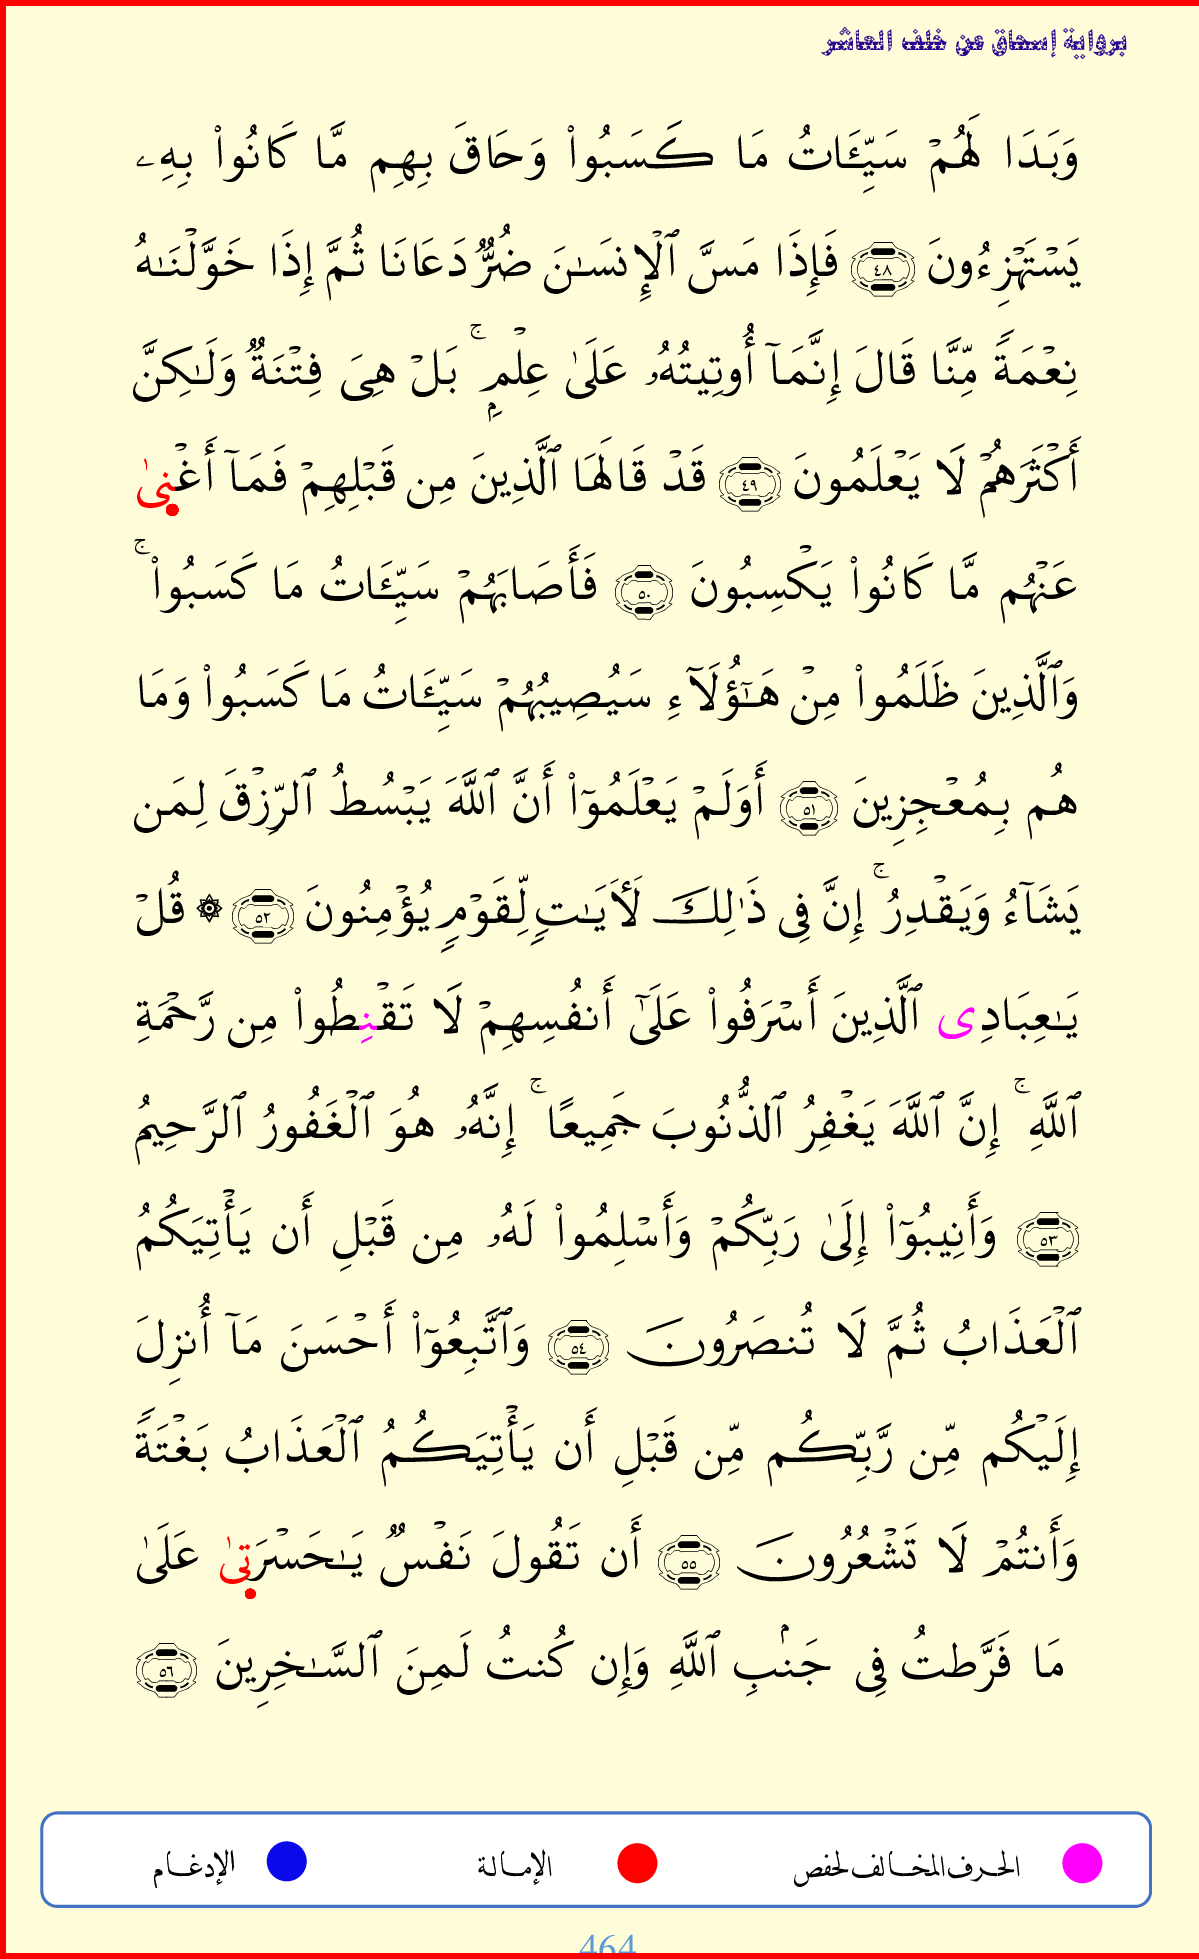 برواية إسحاق عن خلف العاشر
وَبَدَا لَهُمۡ سَيِّـَٔاتُ مَا كَسَبُواْ وَحَاقَ بِهِم مَّا كَانُواْ بِهِۦ
يَسۡتَهۡزِءُونَ ٤٨ فَإِذَا مَسَّ ٱلۡإِنسَٰنَ ضُرّٞ دَعَانَا ثُمَّ إِذَا خَوَّلۡنَٰهُ
نِعۡمَةٗ مِّنَّا قَالَ إِنَّمَآ أُوتِيتُهُۥ عَلَىٰ عِلۡمِۭۚ بَلۡ هِيَ فِتۡنَةٞ وَلَٰكِنَّ
أَكۡثَرَهُمۡ لَا يَعۡلَمُونَ ٤٩ قَدۡ قَالَهَا ٱلَّذِينَ مِن قَبۡلِهِمۡ فَمَآ أَغۡنىٰ
عَنۡهُم مَّا كَانُواْ يَكۡسِبُونَ ٥٠ فَأَصَابَهُمۡ سَيِّـَٔاتُ مَا كَسَبُواْۚ
وَٱلَّذِينَ ظَلَمُواْ مِنۡ هَٰٓؤُلَآءِ سَيُصِيبُهُمۡ سَيِّـَٔاتُ مَا كَسَبُواْ وَمَا
هُم بِمُعۡجِزِينَ ٥١ أَوَلَمۡ يَعۡلَمُوٓاْ أَنَّ ٱللَّهَ يَبۡسُطُ ٱلرِّزۡقَ لِمَن
يَشَآءُ وَيَقۡدِرُۚ إِنَّ فِي ذَٰلِكَ لَأٓيَٰتٖ لِّقَوۡمٖ يُؤۡمِنُونَ ٥٢ ۞ قُلۡ
يَٰعِبَادِي ٱلَّذِينَ أَسۡرَفُواْ عَلَىٰٓ أَنفُسِهِمۡ لَا تَقۡنِطُواْ مِن رَّحۡمَةِ
ٱللَّهِۚ إِنَّ ٱللَّهَ يَغۡفِرُ ٱلذُّنُوبَ جَمِيعًاۚ إِنَّهُۥ هُوَ ٱلۡغَفُورُ ٱلرَّحِيمُ
٥٣ وَأَنِيبُوٓاْ إِلَىٰ رَبِّكُمۡ وَأَسۡلِمُواْ لَهُۥ مِن قَبۡلِ أَن يَأۡتِيَكُمُ
ٱلۡعَذَابُ ثُمَّ لَا تُنصَرُونَ ٥٤ وَٱتَّبِعُوٓاْ أَحۡسَنَ مَآ أُنزِلَ
إِلَيۡكُم مِّن رَّبِّكُم مِّن قَبۡلِ أَن يَأۡتِيَكُمُ ٱلۡعَذَابُ بَغۡتَةٗ
وَأَنتُمۡ لَا تَشۡعُرُونَ ٥٥ أَن تَقُولَ نَفۡسٞ يَٰحَسۡرَتىٰ عَلَىٰ
مَا فَرَّطتُ فِي جَنۢبِ ٱللَّهِ وَإِن كُنتُ لَمِنَ ٱلسَّٰخِرِينَ ٥٦
الحرف المخالف لحفص الإمالة الإدغام
464